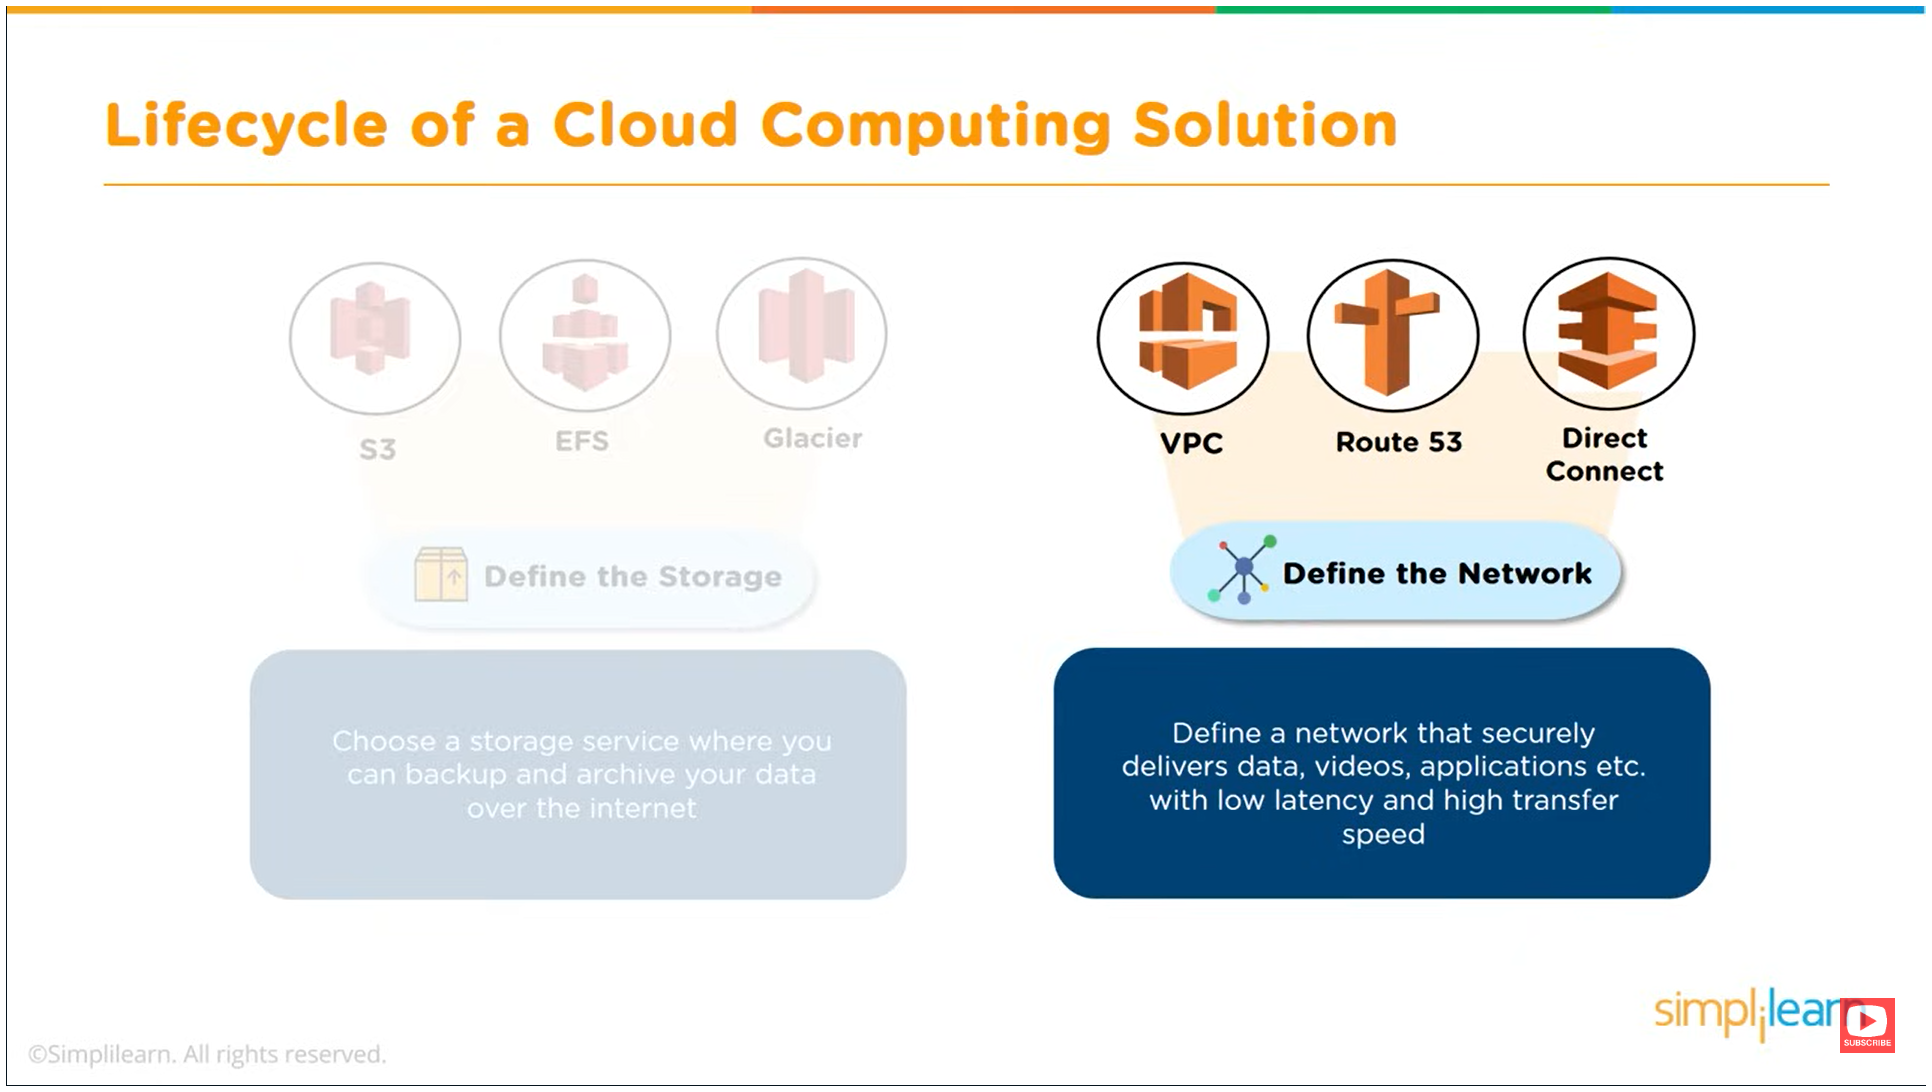 Lifecycle of a Cloud Computing Solution
S3
EFS
Glacier
Define the Storage
Choose a storage service where you
can backup and archive your data
over the internet
VPC
Route 53
Direct
Connect
Define the Network
Define a network that securely
delivers data, videos, applications etc.
with low latency and high transfer
speed
simplilearn
SUBSCRIBE
©Simplilearn. All rights reserved.